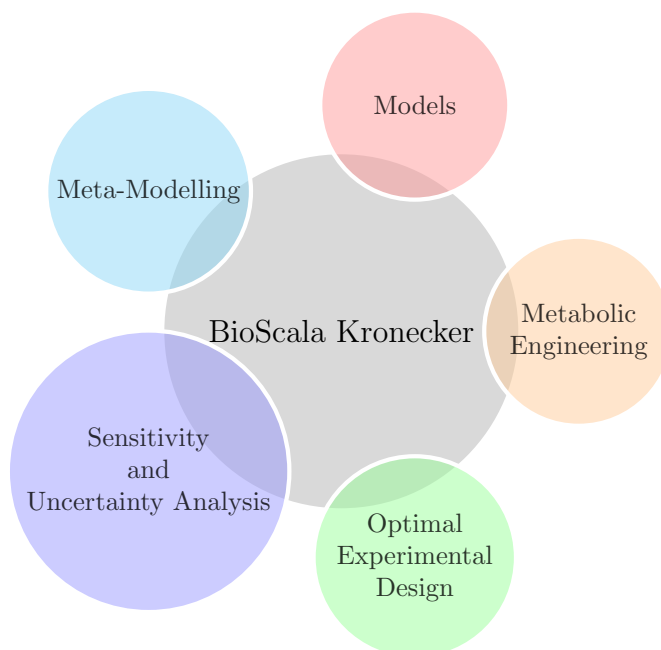 Models
Meta-Modelling
BioScala Kronecker
Metabolic
Engineering
Sensitivity
and
Uncertainty Analysis
Optimal
Experimental
Design